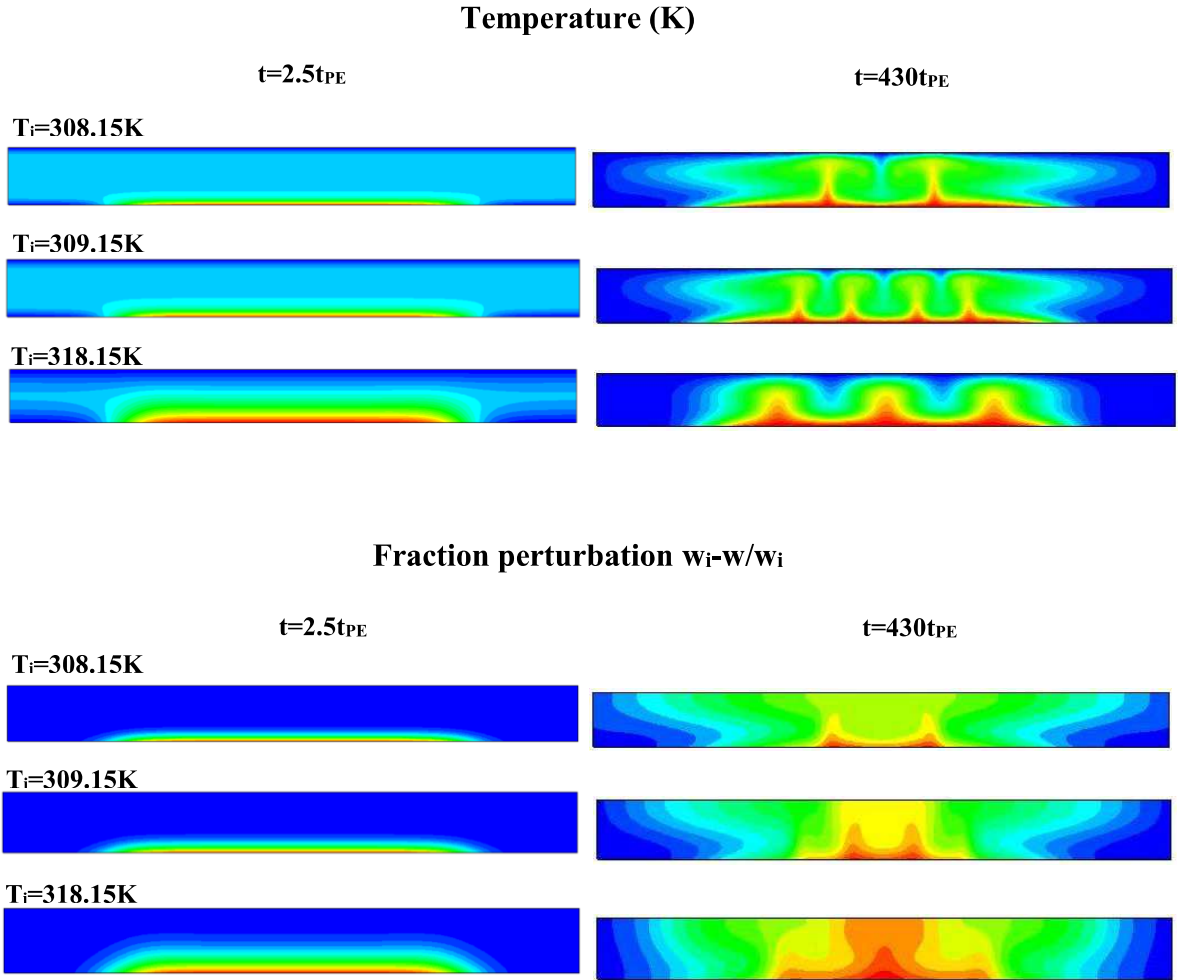 Temperature (K)
t=2.5tPE
t=430tPE
Ti=308.15K
Ti=309.15K
Ti=318.15K
Fraction perturbation wi-w/wi
t=2.5tPE
t=430tPE
Ti=308.15K
Ti=309.15K
Ti=318.15K